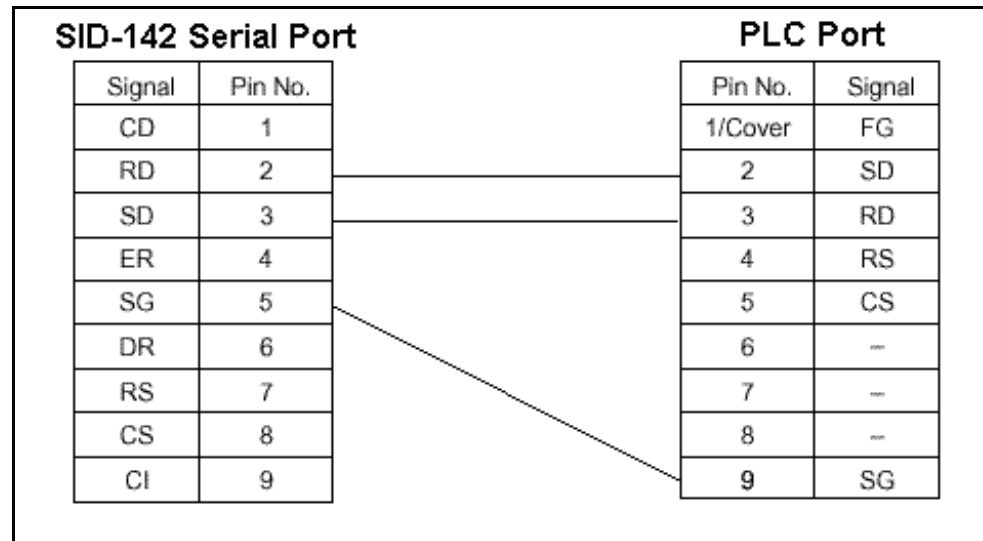 SID-142 Serial Port PLC Port
Signal Pin No. Pin No. Signal
CD 1 1/Cover FG
RD 2 2 SD
SD 3 3 RD
ER 4 4 RS
SG 5 5 CS
DR 6 6 –
RS 7 7 –
CS 8 8 –
CI 9 9 SG